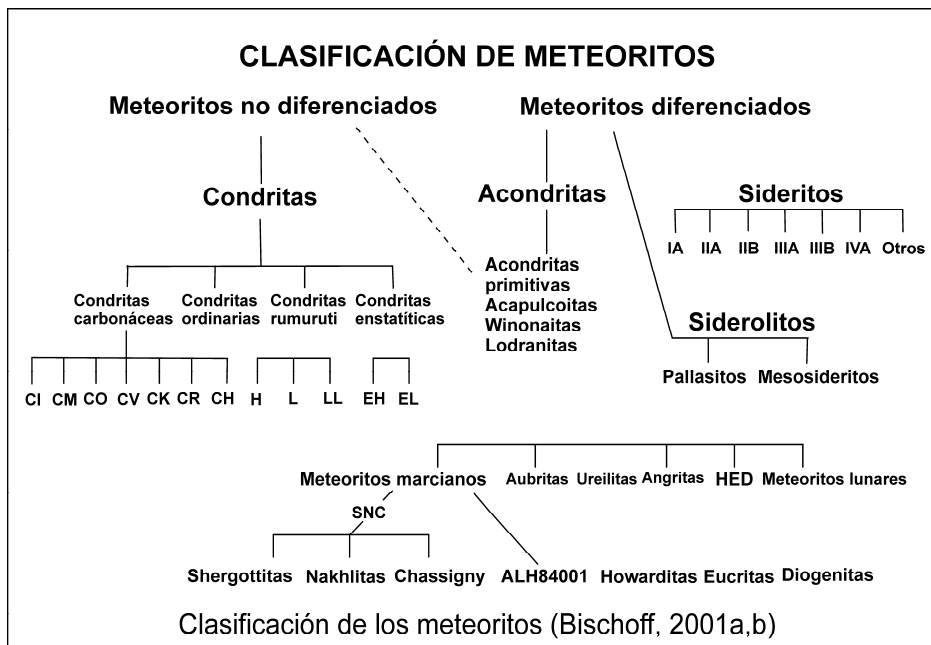 CLASIFICACIÓN DE METEORITOS
Meteoritos no diferenciados
Meteoritos diferenciados
Condritas
Acondritas
Sideritos
IA IIA IIB IIIA IIIB IVA Otros
Acondritas
primitivas
Acapulcoitas
Winonaitas
Lodranitas
Condritas
carbonáceas
Condritas
ordinarias
Condritas
rumuruti
Condritas
enstatíticas
Siderolitos
Pallasitos Mesosideritos
CI CM CO CV CK CR CH H L LL EH EL
Meteoritos marcianos Aubritas Ureilitas Angritas HED Meteoritos lunares
SNC
Shergottitas Nakhlitas Chassigny ALH84001 Howarditas Eucritas Diogenitas
Clasificación de los meteoritos (Bischoff, 2001a,b)